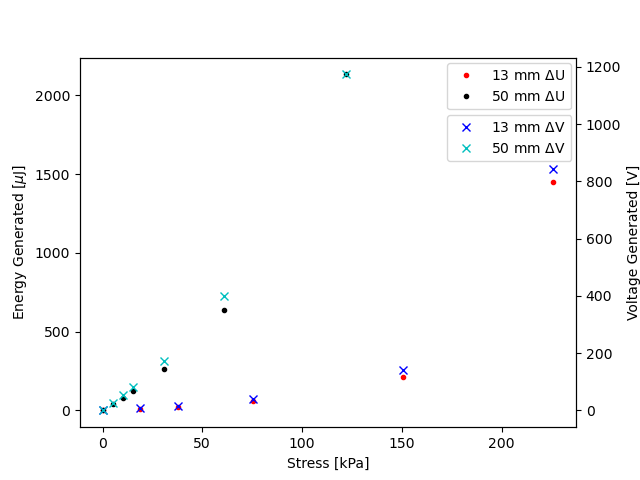 13 mm ΔU
50 mm ΔU
13 mm ΔV
50 mm ΔV
Energy Generated [μJ]
2000
1500
1000
500
0
1200
1000
800
600
400
200
0
Voltage Generated [V]
0 50 100 150 200
Stress [kPa]